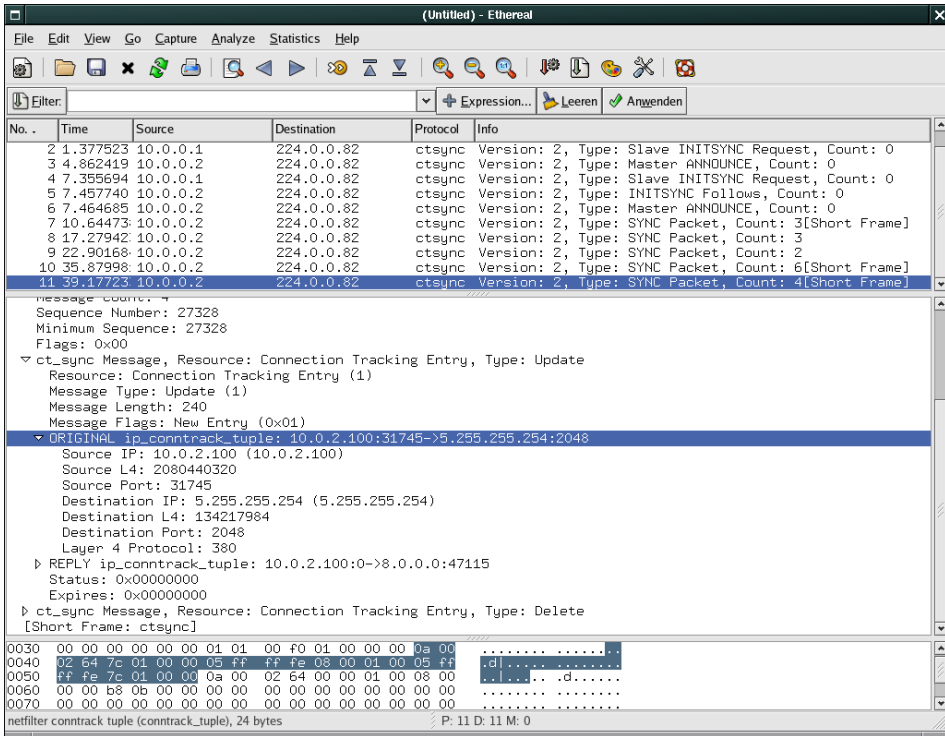 (Untitled) - Ethereal
File Edit View Go Capture Analyze Statistics Help
Filter: Expression... Leeren Anwenden
No. . Time Source Destination Protocol Info
2 1.377523 10.0.0.1 224.0.0.82 ctsync Version: 2, Type: Slave INITSYNC Request, Count: 0
3 4.862419 10.0.0.2 224.0.0.82 ctsync Version: 2, Type: Master ANNOUNCE, Count: 0
4 7.355694 10.0.0.1 224.0.0.82 ctsync Version: 2, Type: Slave INITSYNC Request, Count: 0
5 7.457740 10.0.0.2 224.0.0.82 ctsync Version: 2, Type: INITSYNC Follows, Count: 0
6 7.464685 10.0.0.2 224.0.0.82 ctsync Version: 2, Type: Master ANNOUNCE, Count: 0
7 10.64473 10.0.0.2 224.0.0.82 ctsync Version: 2, Type: SYNC Packet, Count: 3[Short Frame]
8 17.27942 10.0.0.2 224.0.0.82 ctsync Version: 2, Type: SYNC Packet, Count: 3
9 22.90168 10.0.0.2 224.0.0.82 ctsync Version: 2, Type: SYNC Packet, Count: 2
10 35.87998 10.0.0.2 224.0.0.82 ctsync Version: 2, Type: SYNC Packet, Count: 6[Short Frame]
11 39.17723 10.0.0.2 224.0.0.82 ctsync Version: 2, Type: SYNC Packet, Count: 4[Short Frame]
Message Count: 4
Sequence Number: 27328
Minimum Sequence: 27328
Flags: 0x00
ct_sync Message, Resource: Connection Tracking Entry, Type: Update
Resource: Connection Tracking Entry (1)
Message Type: Update (1)
Message Length: 240
Message Flags: New Entry (0x01)
ORIGINAL ip_conntrack_tuple: 10.0.2.100:31745->5.255.255.254:2048
Source IP: 10.0.2.100 (10.0.2.100)
Source L4: 2080440320
Source Port: 31745
Destination IP: 5.255.255.254 (5.255.255.254)
Destination L4: 134217984
Destination Port: 2048
Layer 4 Protocol: 380
REPLY ip_conntrack_tuple: 10.0.2.100:0->8.0.0.0:47115
Status: 0x00000000
Expires: 0x00000000
ct_sync Message, Resource: Connection Tracking Entry, Type: Delete
[Short Frame: ctsync]
0030 00 00 00 00 00 00 01 01 00 f0 01 00 00 00 0a 00 ........ ........
0040 02 64 7c 01 00 00 05 ff ff fe 08 00 01 00 05 ff .d|..... ........
0050 ff fe 7c 01 00 00 0a 00 02 64 00 00 01 00 08 00 ..|..... .d......
0060 00 00 b8 0b 00 00 00 00 00 00 00 00 00 00 00 00 ........ ........
0070 00 00 00 00 00 00 00 00 00 00 00 00 00 00 00 00
netfilter conntrack tuple (conntrack_tuple), 24 bytes P: 11 D: 11 M: 0